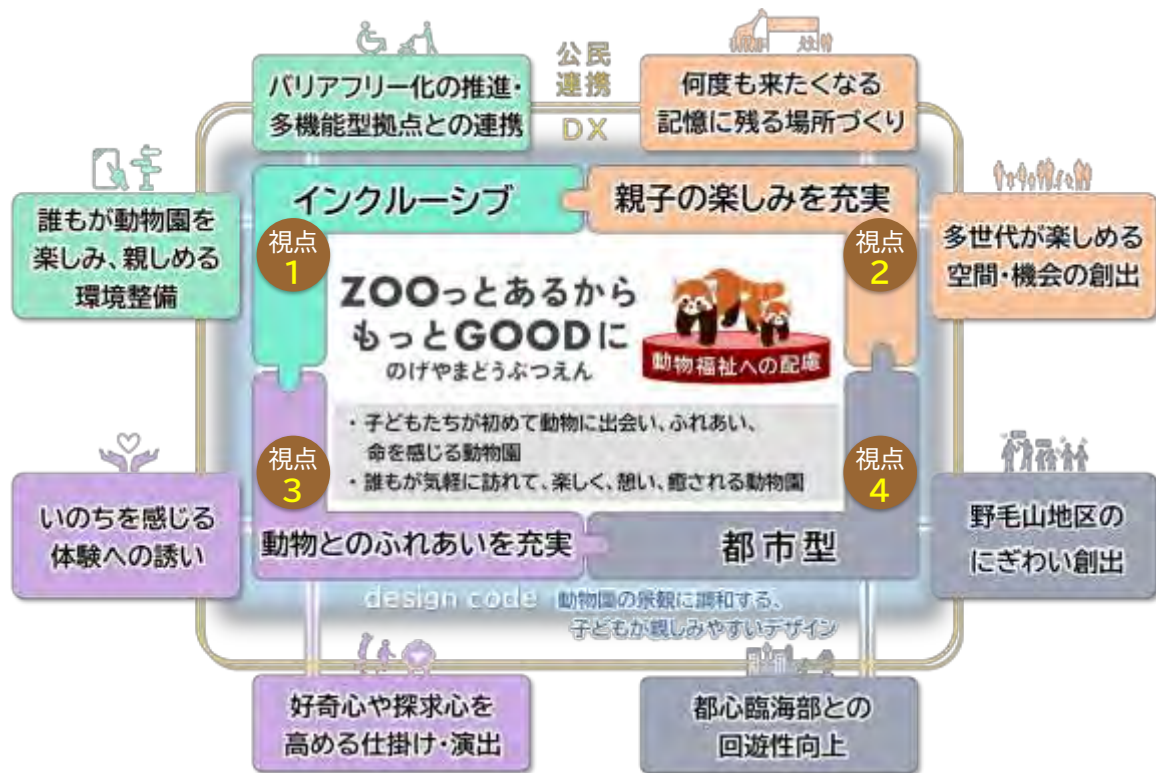 バリアフリー化の推進・
多機能型拠点との連携
公民
連携
DX
何度も来たくなる
記憶に残る場所づくり
誰もが動物園を
楽しみ、親しめる
環境整備
インクルーシブ
親子の楽しみを充実
多世代が楽しめる
空間・機会の創出
視点
1
視点
2
ZOOっとあるから
もっとGOODに
のげやまどうぶつえん
動物福祉への配慮
・子どもたちが初めて動物に出会い、ふれあい、
命を感じる動物園
・誰もが気軽に訪れて、楽しく、憩い、癒される動物園
視点
3
視点
4
いのちを感じる
体験への誘い
動物とのふれあいを充実
都市型
野毛山地区の
にぎわい創出
design code 動物園の景観に調和する、
子どもが親しみやすいデザイン
好奇心や探求心を
高める仕掛け・演出
都心臨海部との
回遊性向上